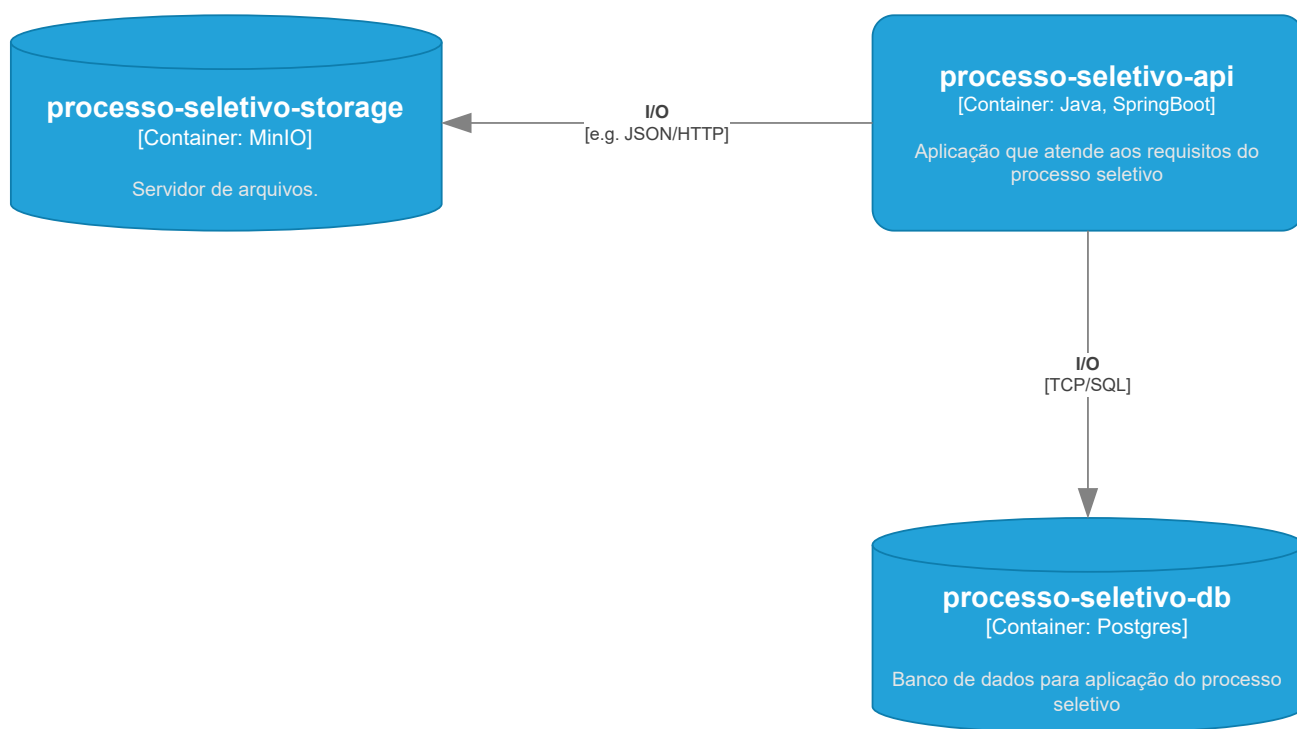 processo-seletivo-storage
[Container: MinIO]
Servidor de arquivos.
I/O
[e.g. JSON/HTTP]
processo-seletivo-api
[Container: Java, SpringBoot]
Aplicação que atende aos requisitos do
processo seletivo
I/O
[TCP/SQL]
processo-seletivo-db
[Container: Postgres]
Banco de dados para aplicação do processo
seletivo